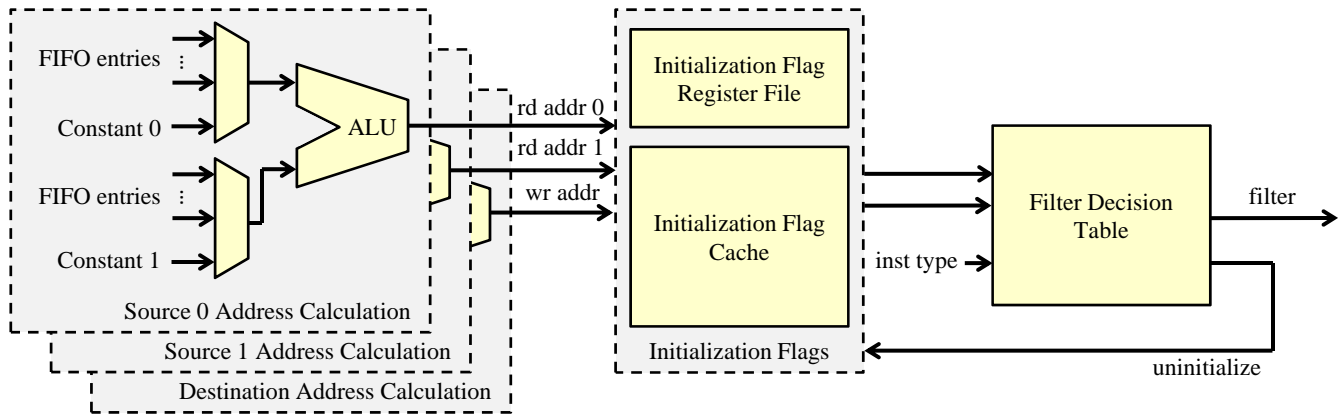 FIFO entries
...
Constant 0
FIFO entries
...
Constant 1
ALU
Source 0 Address Calculation
Source 1 Address Calculation
Destination Address Calculation
rd addr 0
rd addr 1
wr addr
Initialization Flag
Register File
Initialization Flag
Cache
Initialization Flags
inst type
Filter Decision
Table
filter
uninitialize